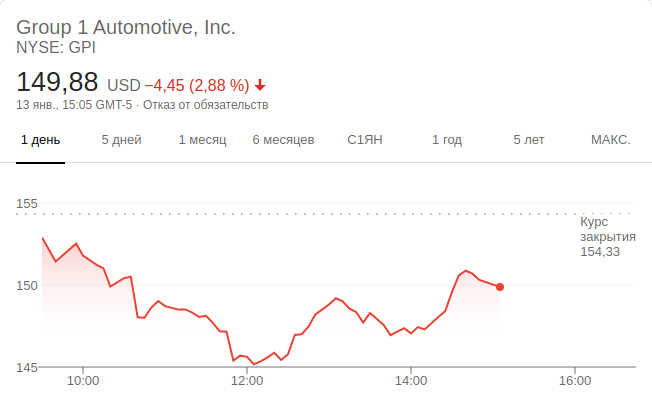 Group 1 Automotive, Inc.
NYSE: GPI
149,88 USD −4,45 (2,88 %)
13 янв., 15:05 GMT-5 · Отказ от обязательств
1 день 5 дней 1 месяц 6 месяцев С1ЯН 1 год 5 лет МАКС.
155
Курс
закрытия
154,33
150
145
10:00 12:00 14:00 16:00